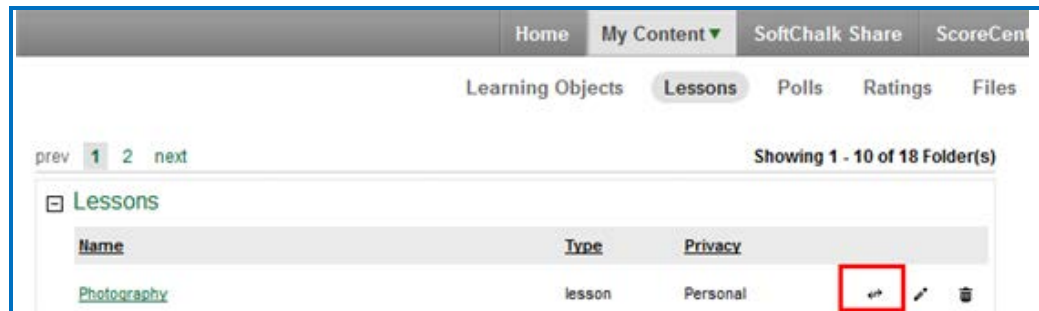 Home My Content▼ SoftChalk Share ScoreCent
Learning Objects Lessons Polls Ratings Files
prev 1 2 next Showing 1 - 10 of 18 Folder(s)
Lessons
Name Type Privacy
Photography lesson Personal